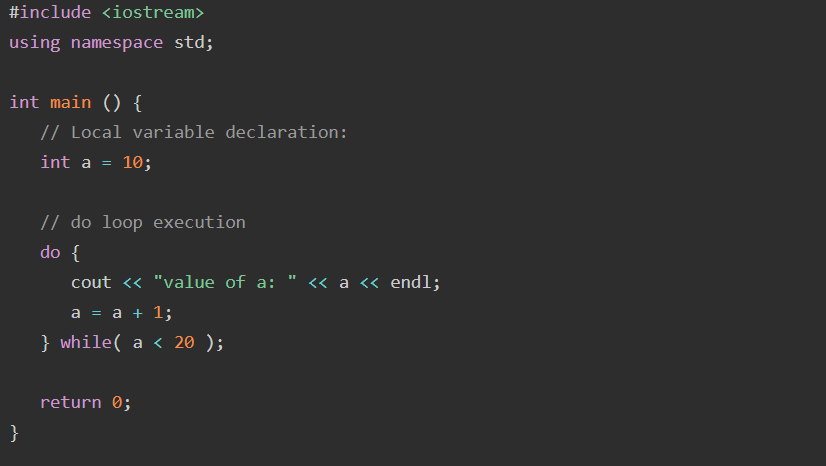 #include <iostream>
using namespace std;

int main () {
   // Local variable declaration:
   int a = 10;

   // do loop execution
   do {
      cout << "value of a: " << a << endl;
      a = a + 1;
   } while( a < 20 );

   return 0;
}